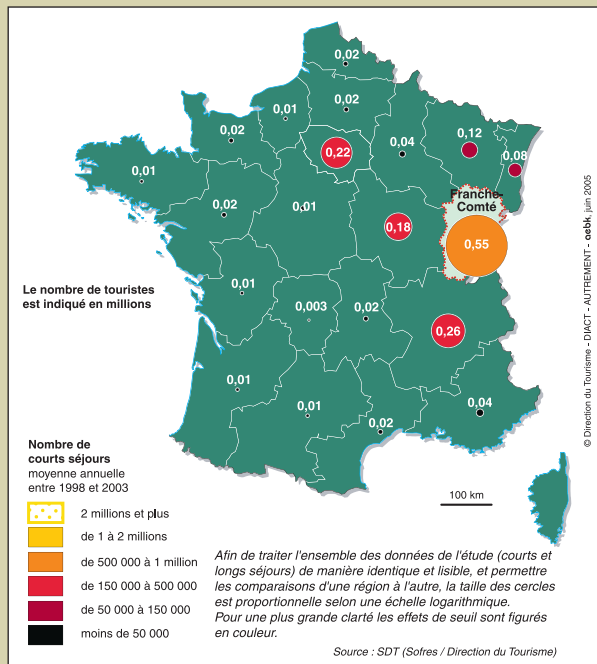 0,02
0,02
0,01
0,02
0,04
0,12
0,08
0,22
0,01
0,02
0,01
0,18
Franche-
Comté
0,55
Le nombre de touristes
est indiqué en millions
0,01
0,003
0,02
0,26
0,01
0,01
0,02
0,04
Nombre de
courts séjours
moyenne annuelle
entre 1998 et 2003
2 millions et plus
de 1 à 2 millions
de 500 000 à 1 million
de 150 000 à 500 000
de 50 000 à 150 000
moins de 50 000
100 km
Afin de traiter l'ensemble des données de l'étude (courts et
longs séjours) de manière identique et lisible, et permettre
les comparaisons d'une région à l'autre, la taille des cercles
est proportionnelle selon une échelle logarithmique.
Pour une plus grande clarté les effets de seuil sont figurés
en couleur.
Source : SDT (Sofres / Direction du Tourisme)
© Direction du Tourisme - DIACT - AUTREMENT - aebk, juin 2005